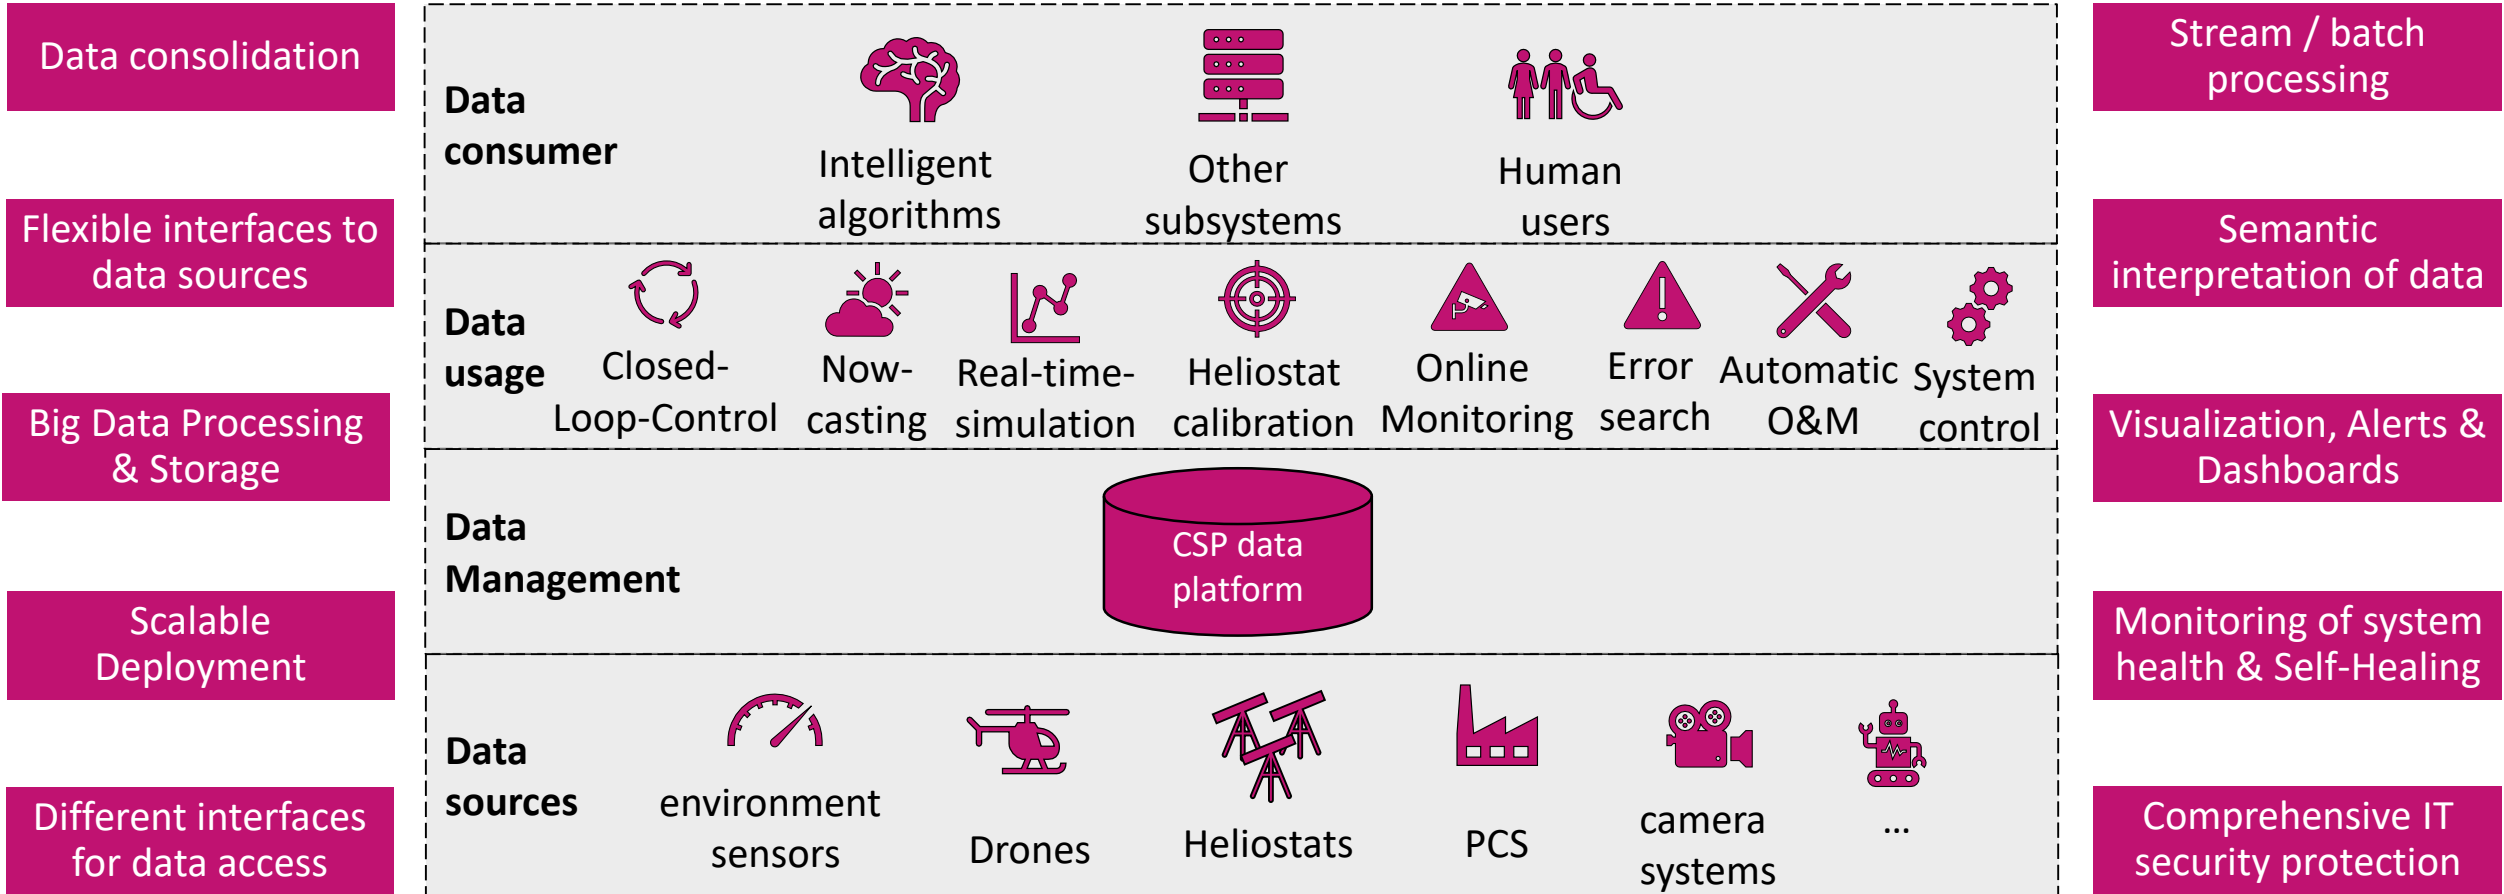 Data consolidation
Flexible interfaces to
data sources
Big Data Processing
& Storage
Scalable
Deployment
Different interfaces
for data access
Data
consumer
Intelligent
algorithms
Other
subsystems
Human
users
Data
usage
Closed-
Loop-Control
Now-
casting
Real-time-
simulation
Heliostat
calibration
Online
Monitoring
Error
search
Automatic
O&M
System
control
Data
Management
CSP data
platform
Data
sources
environment
sensors
Drones
Heliostats
PCS
camera
systems
...
Stream / batch
processing
Semantic
interpretation of data
Visualization, Alerts &
Dashboards
Monitoring of system
health & Self-Healing
Comprehensive IT
security protection